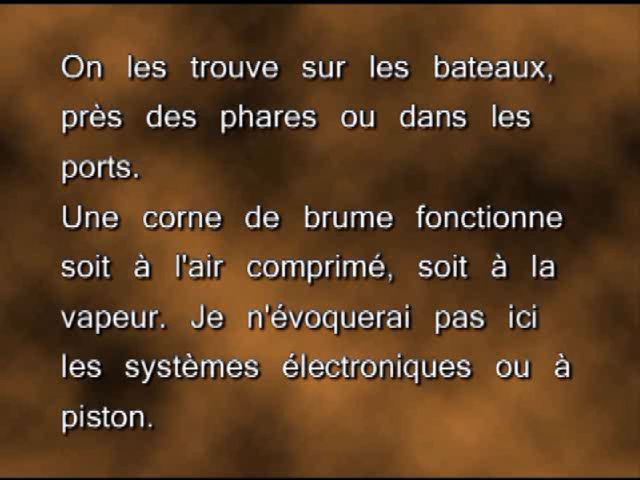 On les trouve sur les bateaux,
près des phares ou dans les
ports.
Une corne de brume fonctionne
soit à l'air comprimé, soit à la
vapeur. Je n'évoquerai pas ici
les systèmes électroniques ou à
piston.